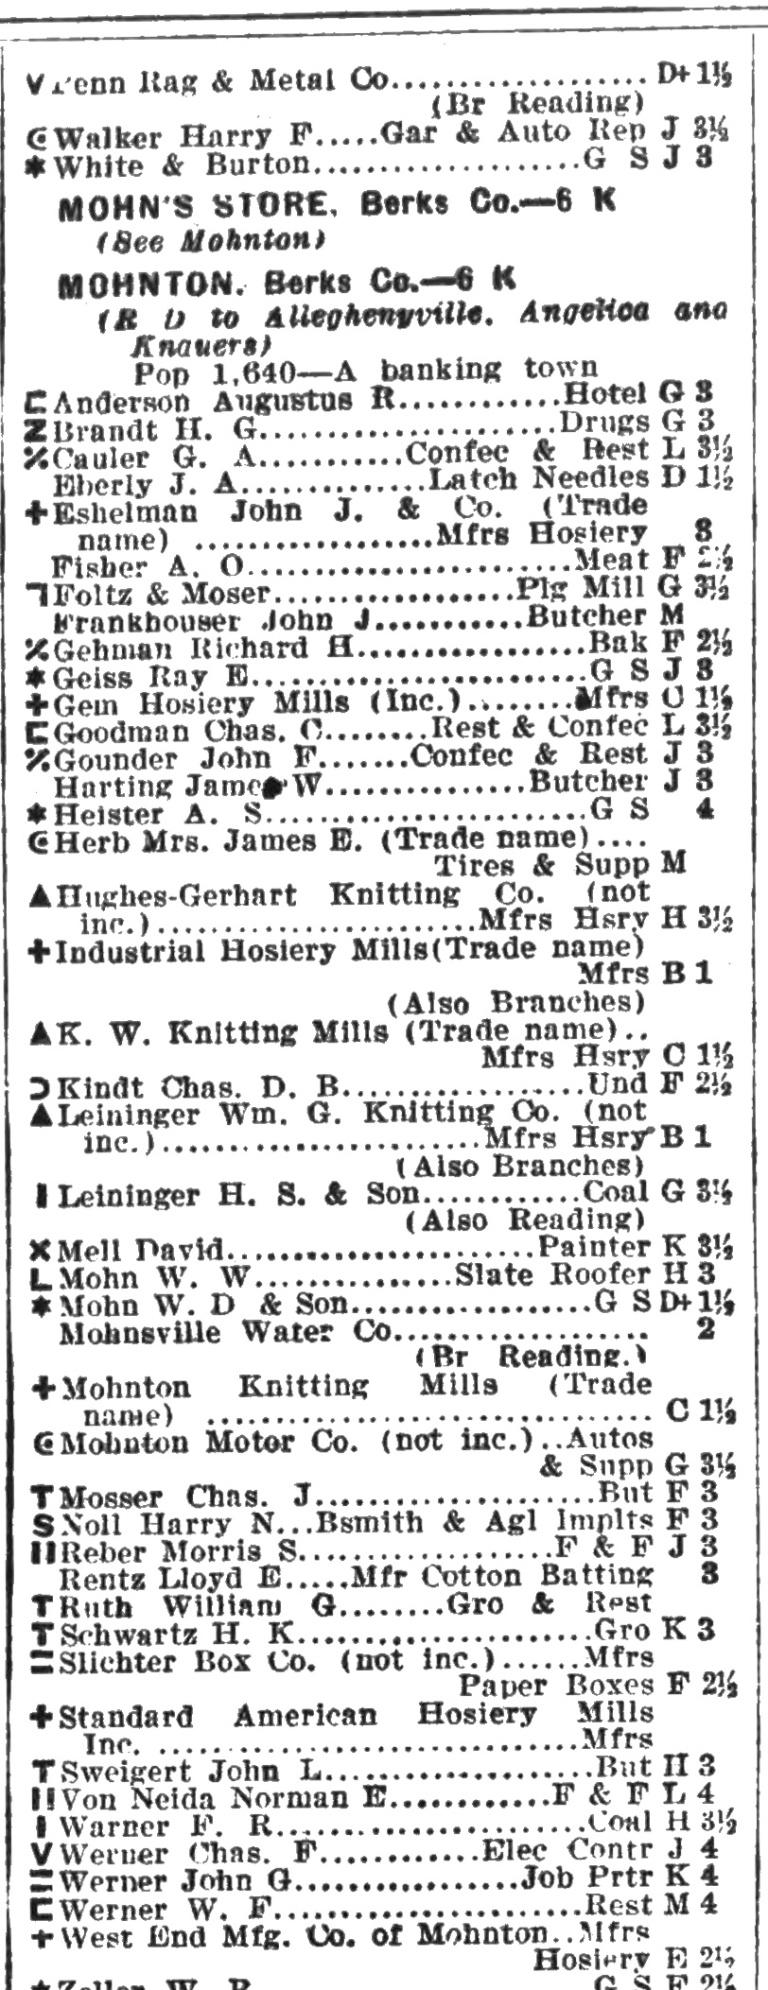 Penn Rag & Metal Co.................... D+ 1½
(Br Reading)
Walker Harry F.....Gar & Auto Rep J 3½
White & Burton....................G S J 3
MOHN'S STORE, Berks Co.—6 K
(See Mohnton)
MOHNTON. Berks Co.—6 K
(R D to Alleghenyville. Angelica and
Knauers)
Pop 1,640—A banking town
Anderson Augustus R............Hotel G 3
Brandt H. G......................Drugs G 3
Cauler G. A...........Confec & Rest L 3½
Eberly J. A..............Latch Needles D 1½
Eshelman John J. & Co. (Trade
name) ..................Mfrs Hosiery 3
Fisher A. O........................Meat F
Foltz & Moser..................Plg Mill G 3½
Frankhouser John J...........Butcher M
Gehman Richard H.................Bak F 2½
Geiss Ray E.........................G S J 3
Gem Hosiery Mills (Inc.)........Mfrs C 1½
Goodman Chas. C........Rest & Confec L 3½
Gounder John F.......Confec & Rest J 3
Harting James W...............Butcher J 3
Heister A. S........................G S 4
Herb Mrs. James E. (Trade name)....
Tires & Supp M
Hughes-Gerhart Knitting Co. (not
inc.)........................Mfrs Hsry H 3½
Industrial Hosiery Mills(Trade name)
Mfrs B 1
(Also Branches)
K. W. Knitting Mills (Trade name)..
Mfrs Hsry C 1½
Kindt Chas. D. B..................Und F 2½
Leininger Wm. G. Knitting Co. (not
inc.)........................Mfrs Hsry B 1
(Also Branches)
Leininger H. S. & Son............Coal G 3½
(Also Reading)
Mell David.......................Painter K 3½
Mohn W. W...............Slate Roofer H 3
Mohn W. D & Son..................G S D+ 1½
Mohnsville Water Co................... 2
(Br Reading.)
Mohnton Knitting Mills (Trade
name) ................................. C 1½
Mohnton Motor Co. (not inc.)..Autos
& Supp G 3½
Mosser Chas. J.....................But F 3
Noll Harry N...Bsmith & Agl Implts F 3
Reber Morris S...................F & F J 3
Rentz Lloyd E.....Mfr Cotton Batting 3
Ruth William G........Gro & Rest
Schwartz H. K......................Gro K 3
Slichter Box Co. (not inc.)......Mfrs
Paper Boxes F 2½
Standard American Hosiery Mills
Inc. ...............................Mfrs
Sweigert John L....................But H 3
Von Neida Norman E............F & F L 4
Warner F. R.......................Coal H 3½
Werner Chas. F............Elec Contr J 4
Werner John G.................Job Prtr K 4
Werner W. F.......................Rest M 4
West End Mfg. Co. of Mohnton..Mfrs
Hosiery E 2½
Zeller W. B G S F 2½